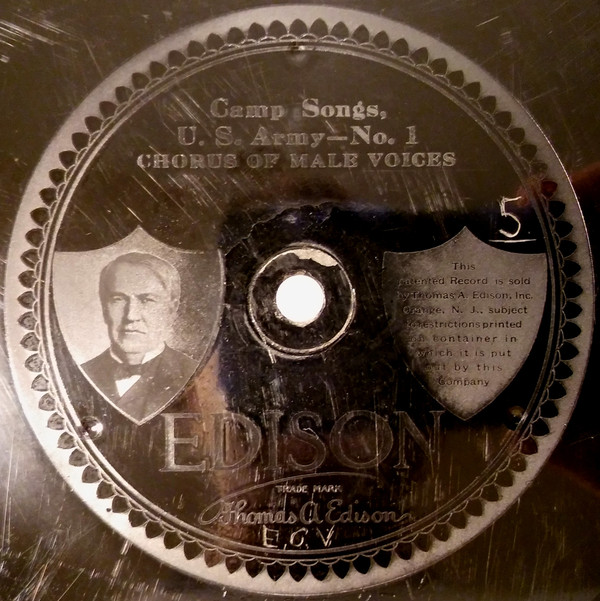 Camp Songs,
U. S. Army—No. 1
CHORUS OF MALE VOICES
5
This
Record is sold
Thomas A. Edison, Inc.
Orange, N. J., subject
restrictions printed
container in
which it is put
by this
Company
EDISON
TRADE MARK
Thomas A Edison